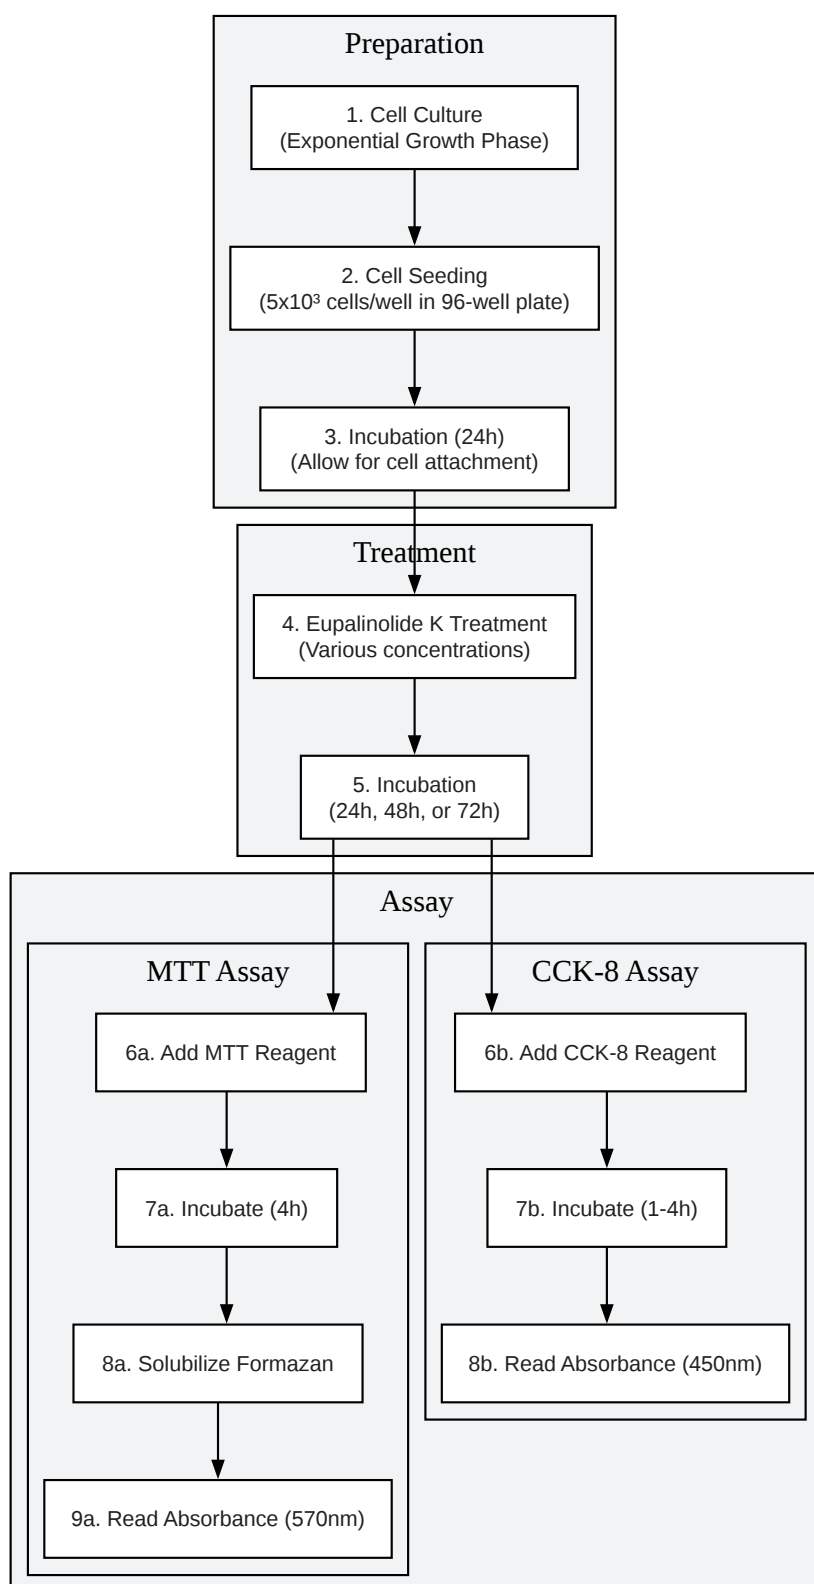 Preparation
1. Cell Culture
(Exponential Growth Phase)
2. Cell Seeding
(5x10³ cells/well in 96-well plate)
3. Incubation (24h)
(Allow for cell attachment)
Treatment
4. Eupalinolide K Treatment
(Various concentrations)
5. Incubation
(24h, 48h, or 72h)
Assay
MTT Assay
6a. Add MTT Reagent
7a. Incubate (4h)
8a. Solubilize Formazan
9a. Read Absorbance (570nm)
CCK-8 Assay
6b. Add CCK-8 Reagent
7b. Incubate (1-4h)
8b. Read Absorbance (450nm)